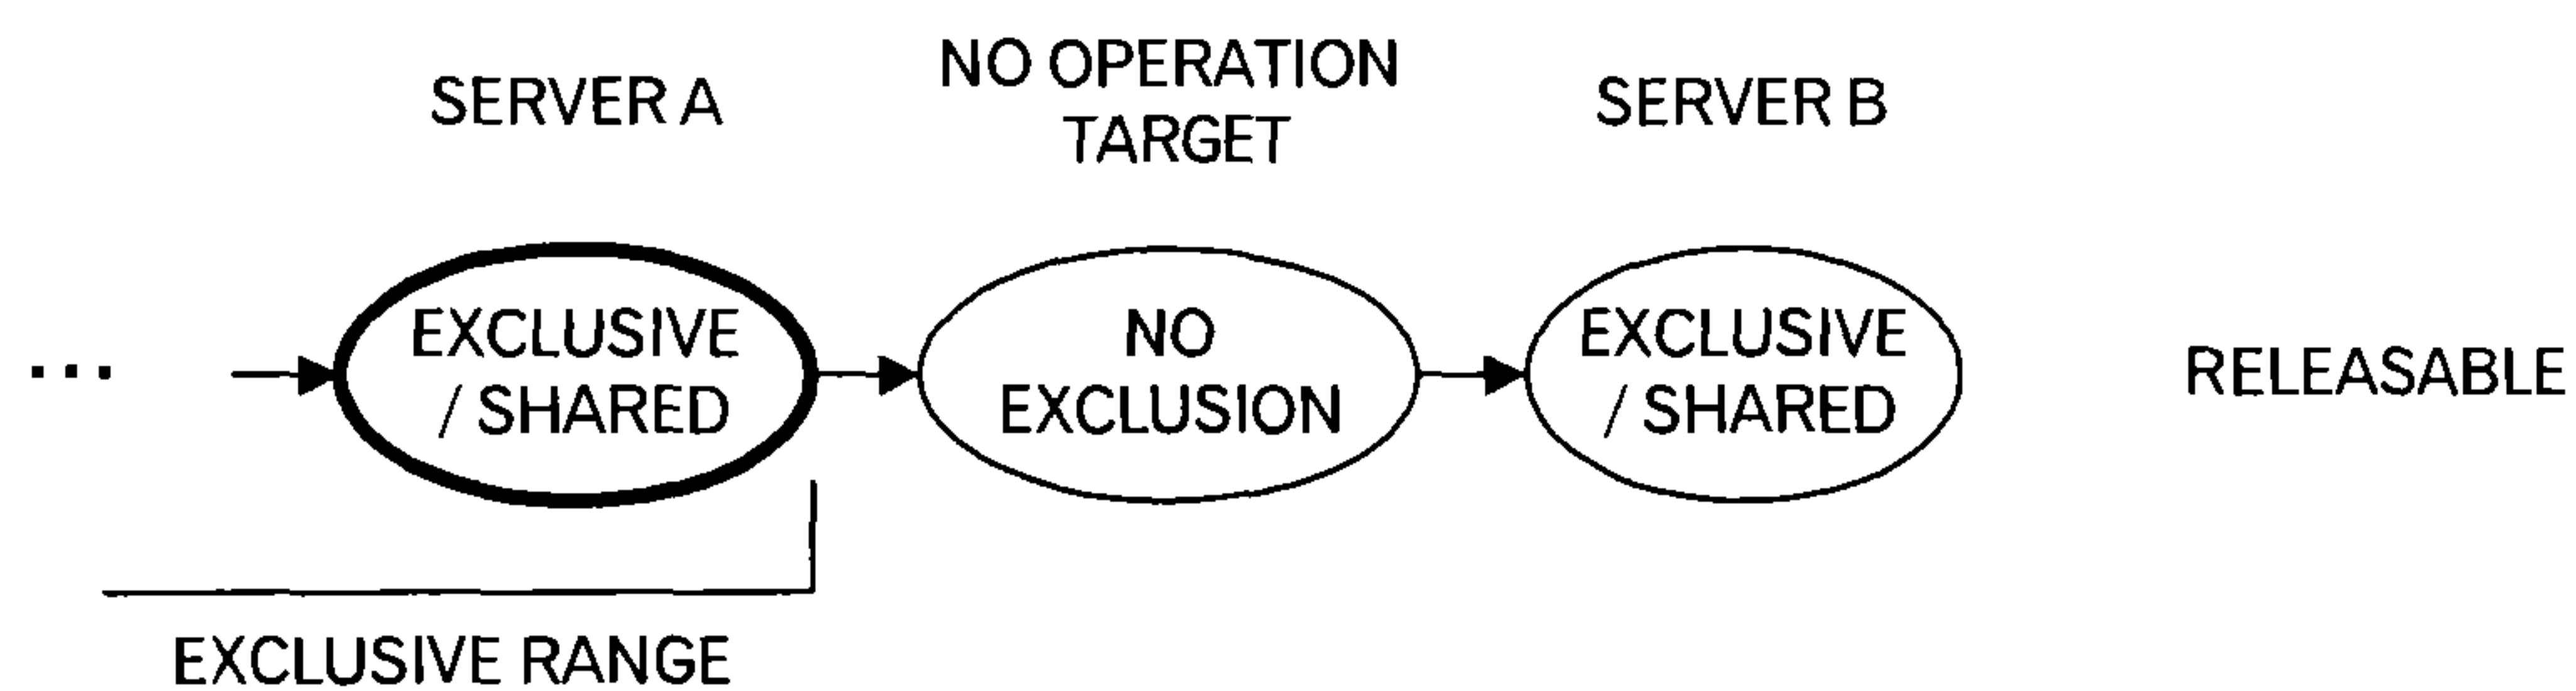 SERVER A
NO OPERATION
TARGET
SERVER B
...
EXCLUSIVE
/ SHARED
NO
EXCLUSION
EXCLUSIVE
/ SHARED
RELEASABLE
EXCLUSIVE RANGE